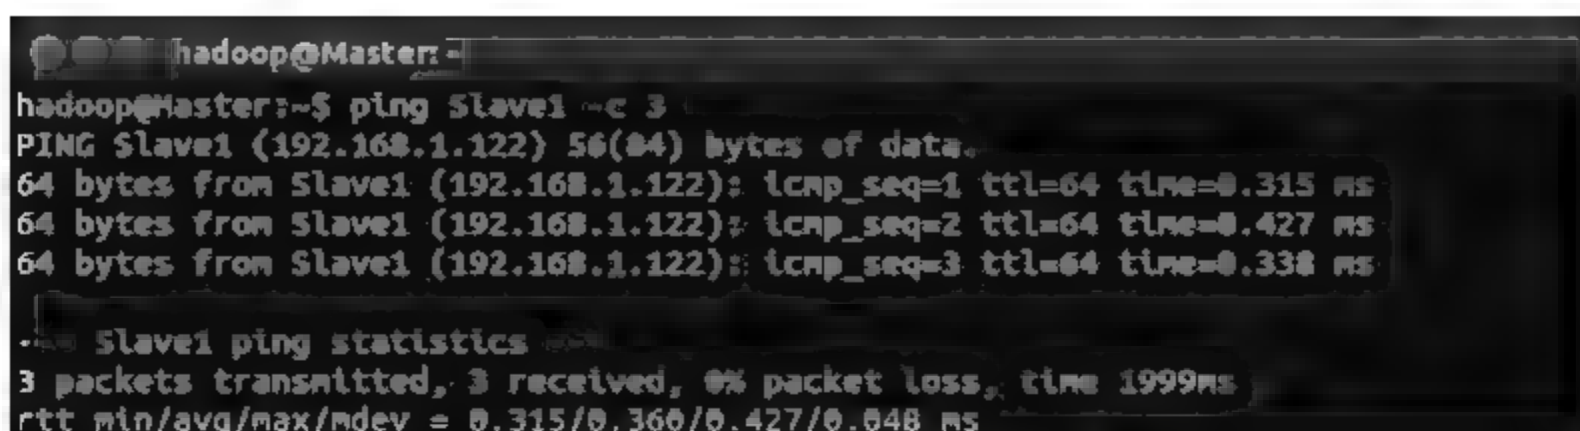 hadoop@Master: ~
hadoop@Master:~$ ping Slave1 -c 3
PING Slave1 (192.168.1.122) 56(84) bytes of data.
64 bytes from Slave1 (192.168.1.122): icmp_seq=1 ttl=64 time=0.315 ms
64 bytes from Slave1 (192.168.1.122): icmp_seq=2 ttl=64 time=0.427 ms
64 bytes from Slave1 (192.168.1.122): icmp_seq=3 ttl=64 time=0.338 ms
--- Slave1 ping statistics ---
3 packets transmitted, 3 received, 0% packet loss, time 1999ms
rtt min/avg/max/mdev = 0.315/0.360/0.427/0.048 ms